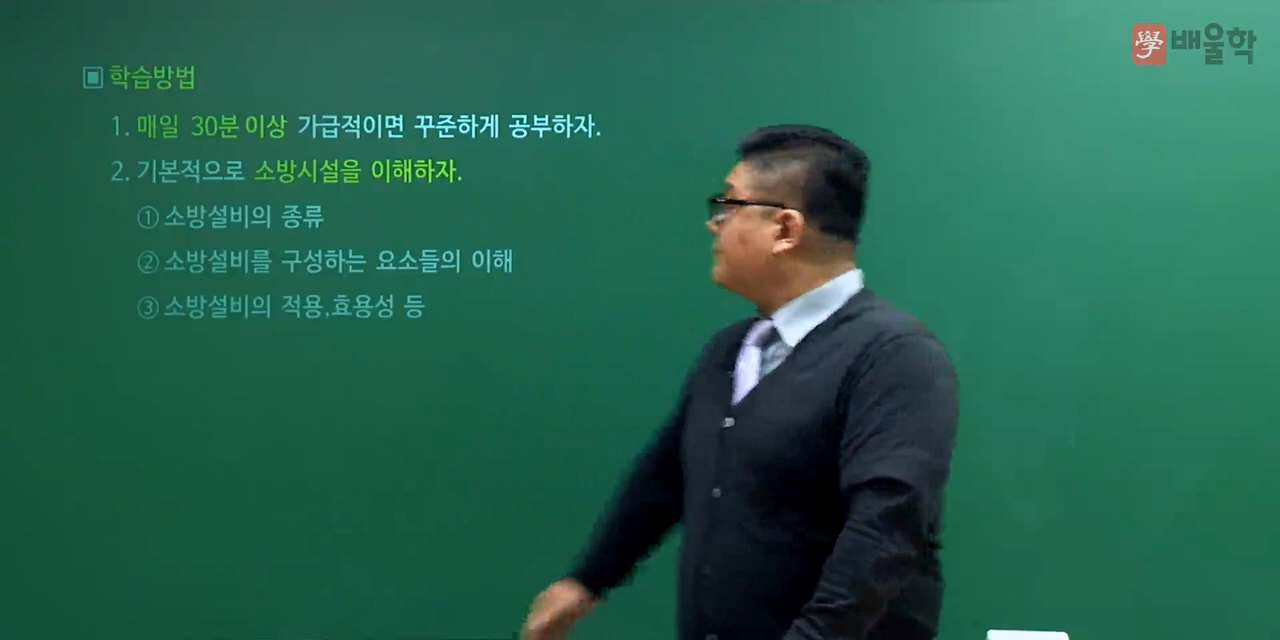 學 배울학
▣ 학습방법
1. 매일 30분 이상 가급적이면 꾸준하게 공부하자.
2. 기본적으로 소방시설을 이해하자.
① 소방설비의 종류
② 소방설비를 구성하는 요소들의 이해
③ 소방설비의 적용,효용성 등